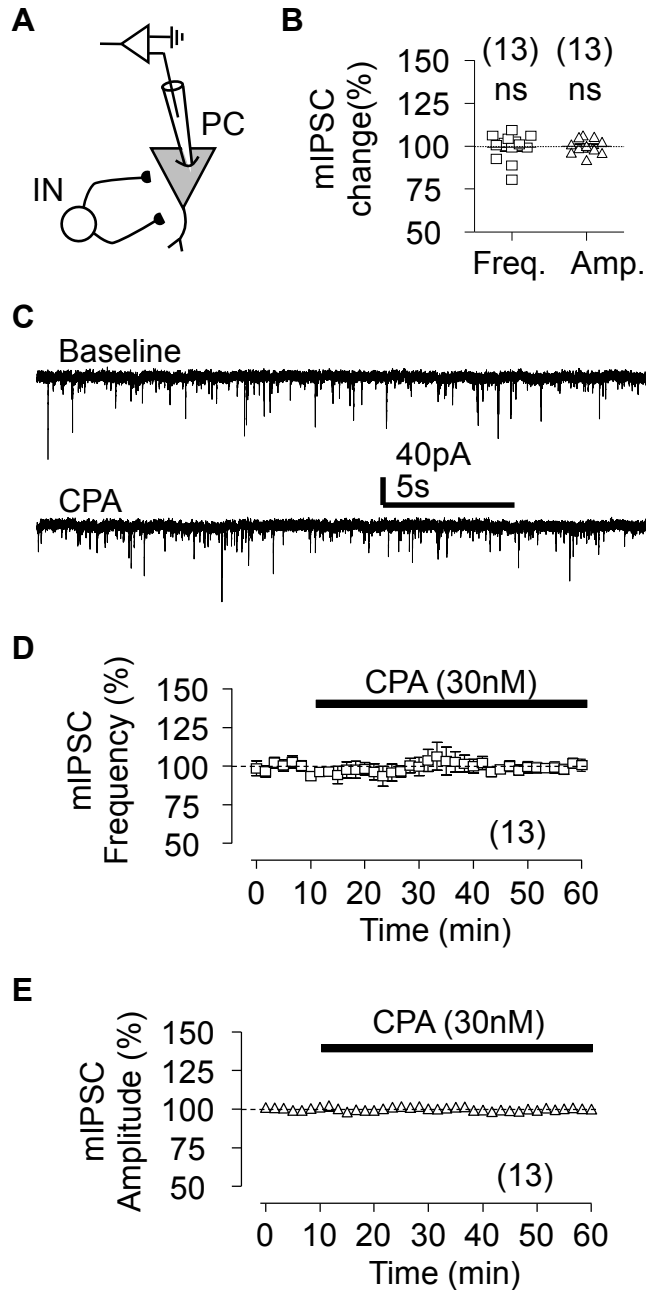 A
PC
IN
B
(13) (13)
ns ns
150
125
100
75
50
mIPSC
change(%)
Freq. Amp.
C
Baseline
40pA
5s
CPA
D
CPA (30nM)
150
125
100
75
50
mIPSC
Frequency (%)
(13)
0 10 20 30 40 50 60
Time (min)
E
CPA (30nM)
150
125
100
75
50
mIPSC
Amplitude (%)
(13)
0 10 20 30 40 50 60
Time (min)